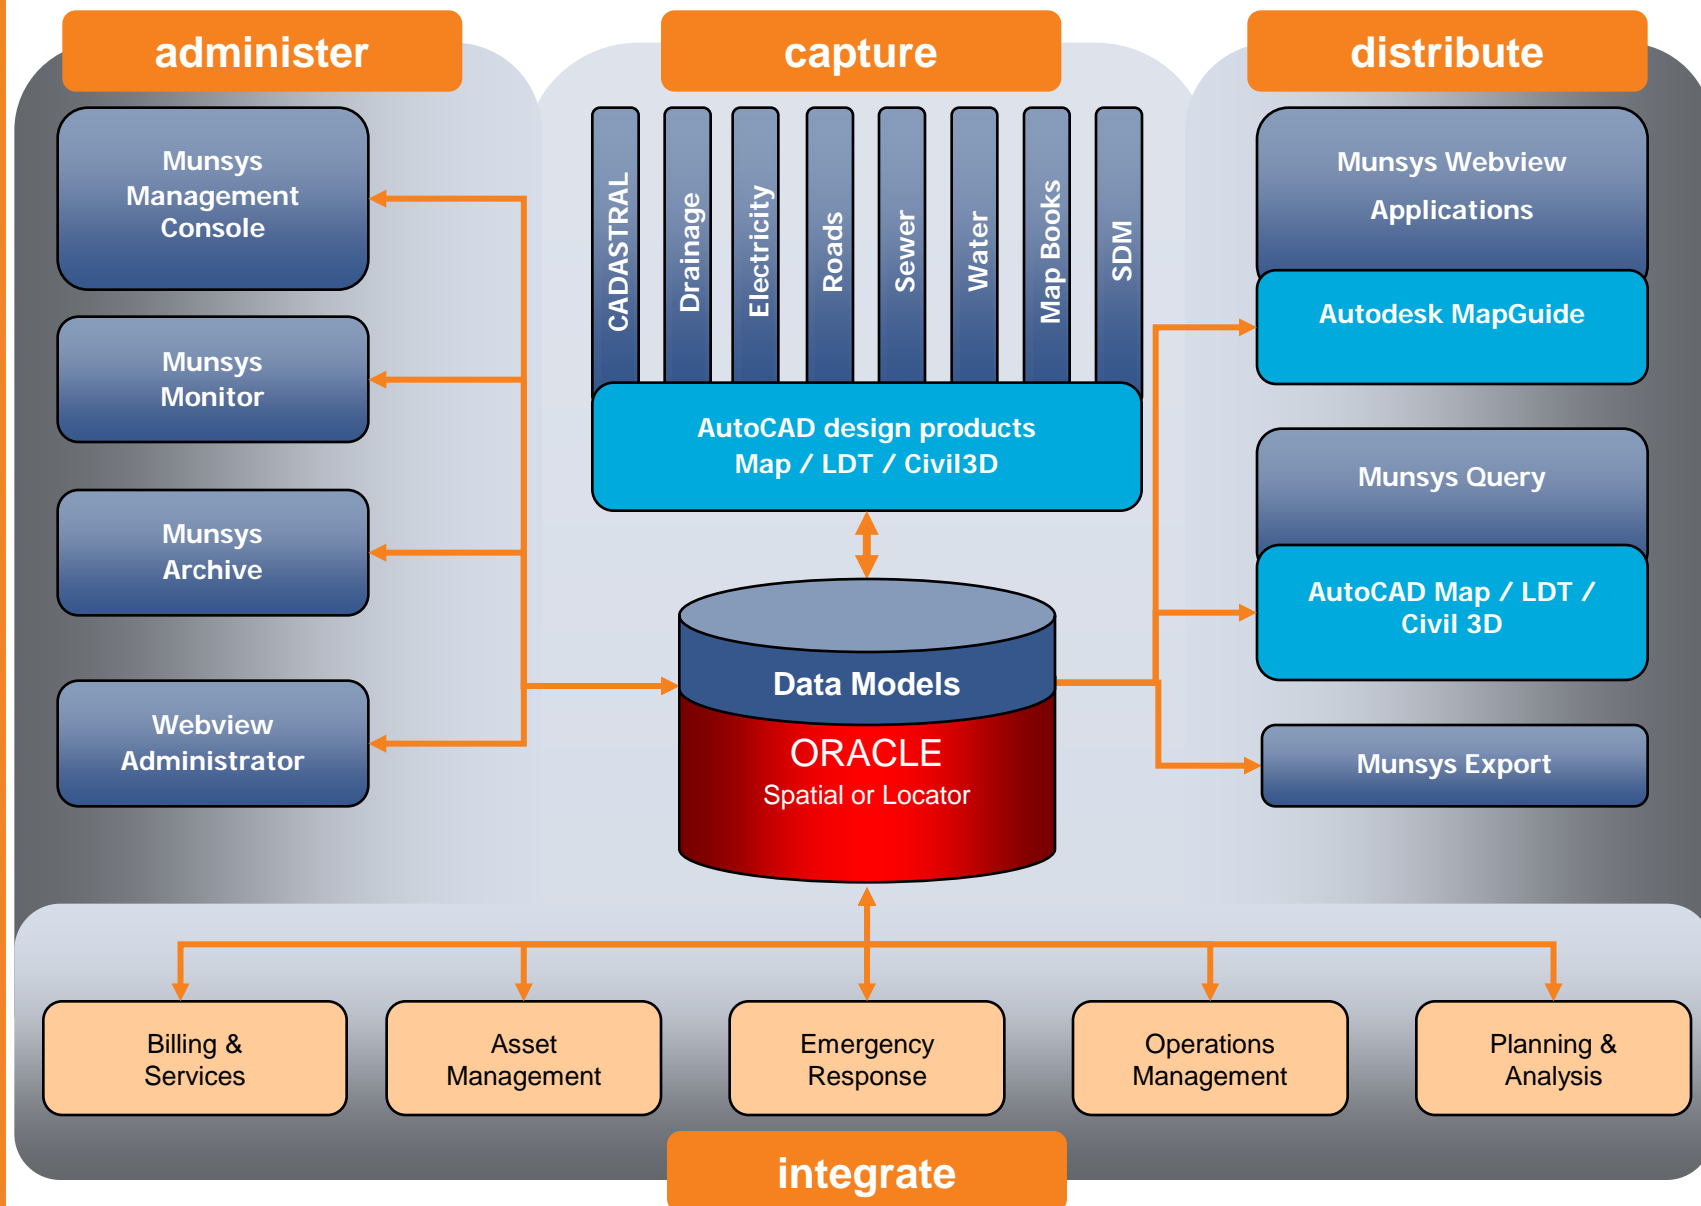 administer
capture
distribute
Munsys
Management
Console
Munsys
Monitor
Munsys
Archive
Webview
Administrator
CADASTRAL
Drainage
Electricity
Roads
Sewer
Water
Map Books
SDM
AutoCAD design products
Map / LDT / Civil3D
Data Models
ORACLE
Spatial or Locator
Munsys Webview
Applications
Autodesk MapGuide
Munsys Query
AutoCAD Map / LDT /
Civil 3D
Munsys Export
Billing &
Services
Asset
Management
Emergency
Response
Operations
Management
Planning &
Analysis
integrate